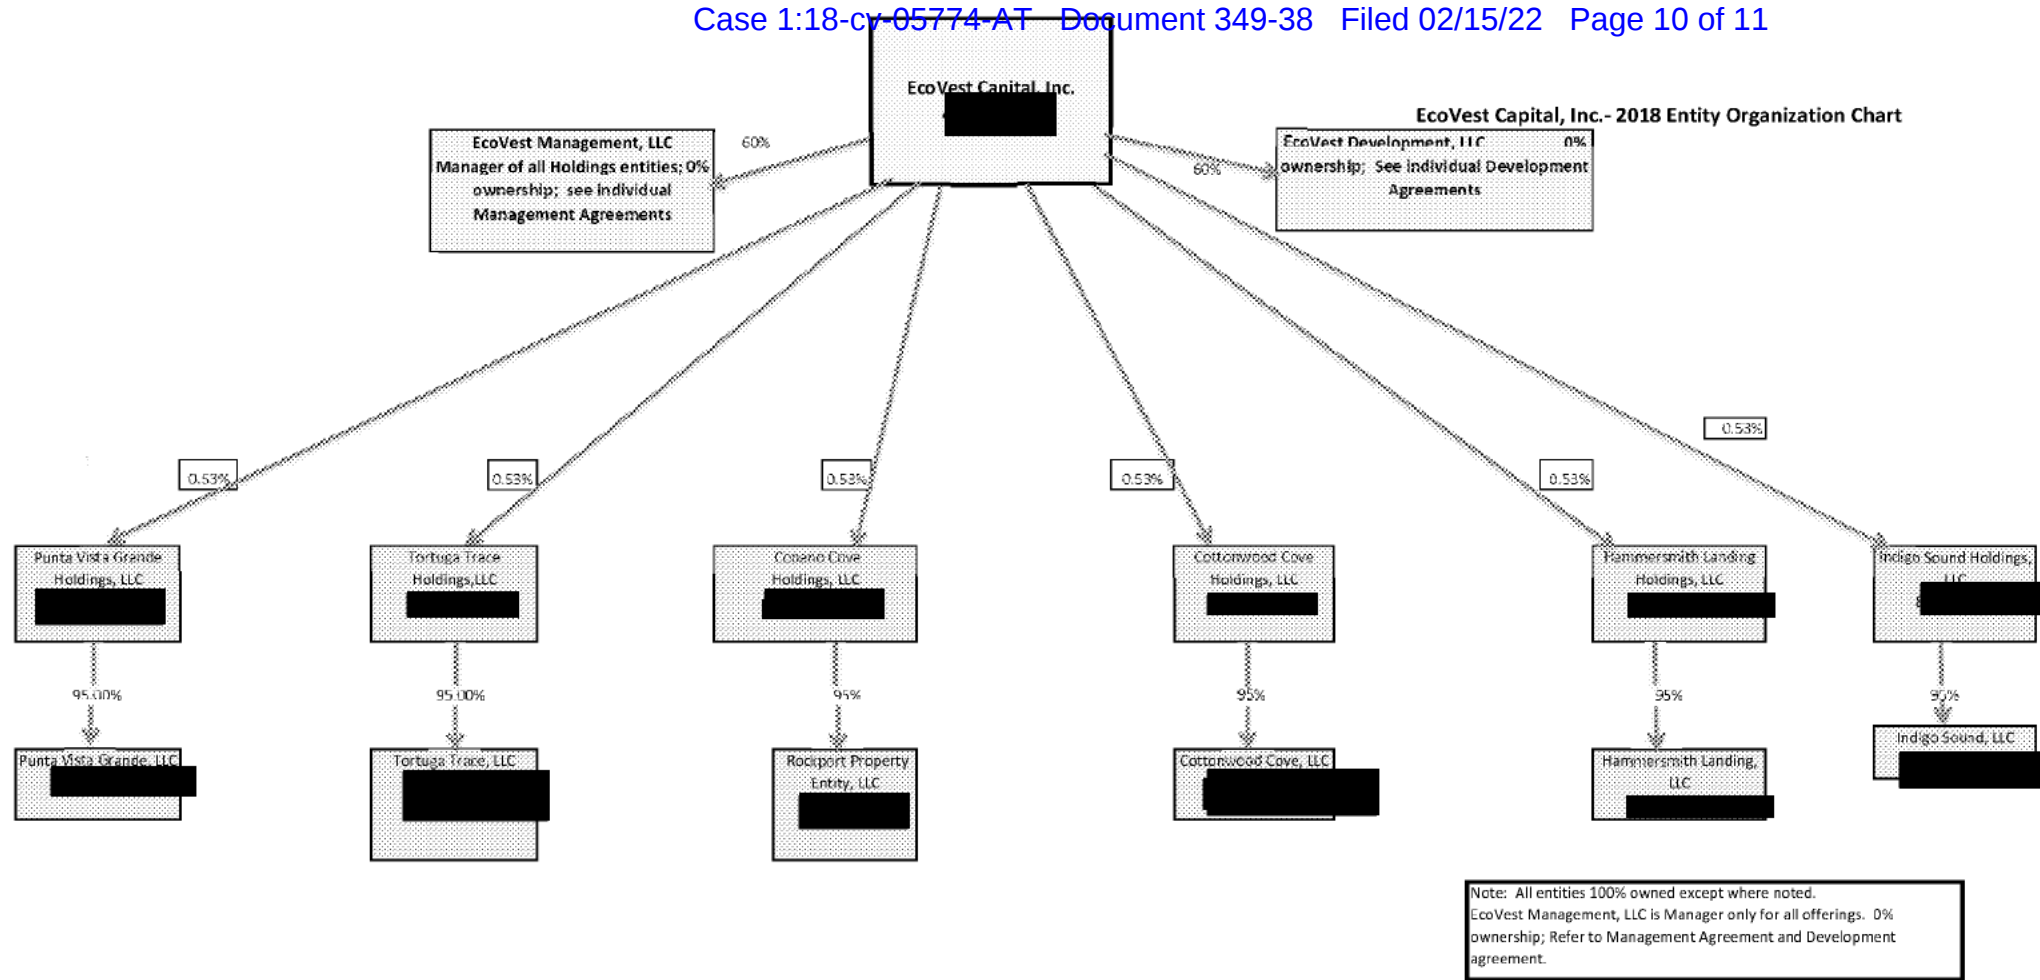 Case 1:18-cv-05774-AT Document 349-38 Filed 02/15/22 Page 10 of 11
EcoVest Capital, Inc.
EcoVest Capital, Inc.- 2018 Entity Organization Chart
EcoVest Management, LLC
Manager of all Holdings entities; 0%
ownership; see individual
Management Agreements
60%
60%
EcoVest Development, LLC 0%
ownership; See individual Development
Agreements
0.53%
0.53%
0.53%
0.53%
0.53%
0.53%
Punta Vista Grande
Holdings, LLC
Tortuga Trace
Holdings,LLC
Copano Cove
Holdings, LLC
Cottonwood Cove
Holdings, LLC
Hammersmith Landing
Holdings, LLC
Indigo Sound Holdings,
LLC
95.00%
95.00%
95%
95%
95%
95%
Punta Vista Grande, LLC
Tortuga Trace, LLC
Rockport Property
Entity, LLC
Cottonwood Cove, LLC
Hammersmith Landing,
LLC
Indigo Sound, LLC
Note: All entities 100% owned except where noted.
EcoVest Management, LLC is Manager only for all offerings. 0%
ownership; Refer to Management Agreement and Development
agreement.